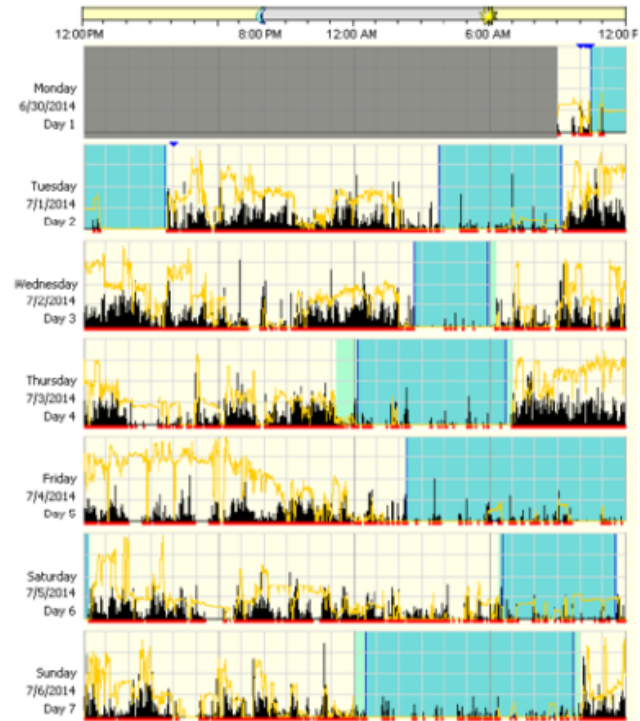 12:00 PM 8:00 PM 12:00 AM 6:00 AM 12:00 P
Monday
6/30/2014
Day 1
Tuesday
7/1/2014
Day 2
Wednesday
7/2/2014
Day 3
Thursday
7/3/2014
Day 4
Friday
7/4/2014
Day 5
Saturday
7/5/2014
Day 6
Sunday
7/6/2014
Day 7